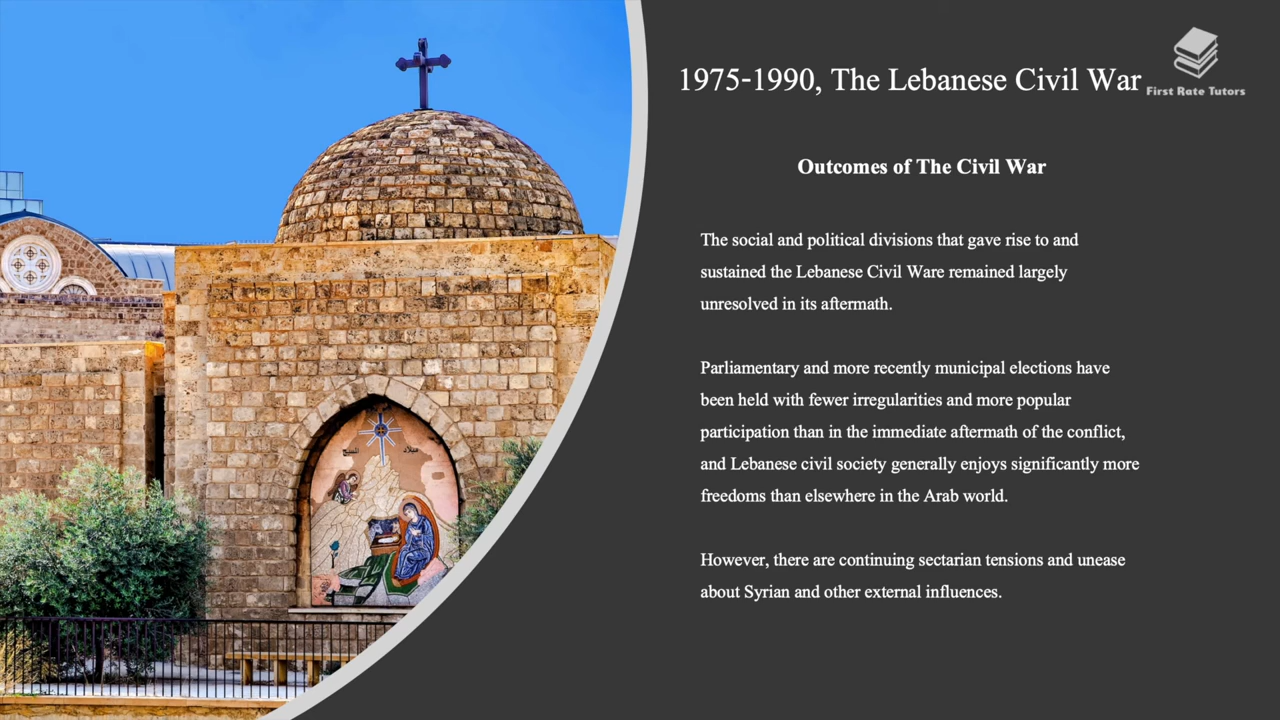 1975-1990, The Lebanese Civil War
First Rate Tutors
Outcomes of The Civil War
The social and political divisions that gave rise to and
sustained the Lebanese Civil Ware remained largely
unresolved in its aftermath.
Parliamentary and more recently municipal elections have
been held with fewer irregularities and more popular
participation than in the immediate aftermath of the conflict,
and Lebanese civil society generally enjoys significantly more
freedoms than elsewhere in the Arab world.
However, there are continuing sectarian tensions and unease
about Syrian and other external influences.
ميلاد المسيح